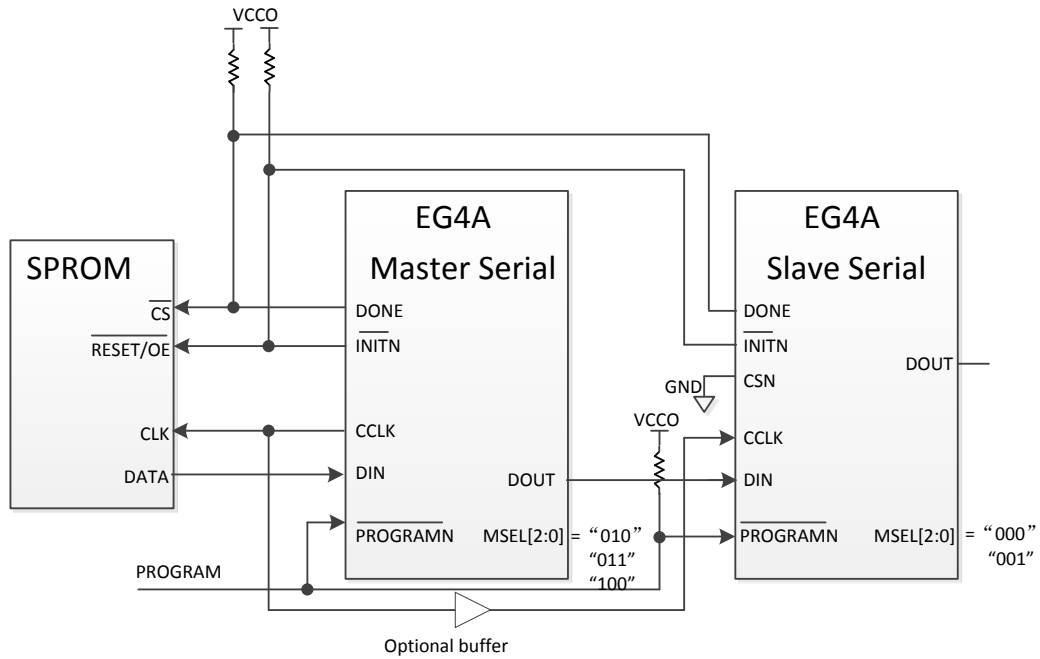 VCCO
EG4A
Master Serial
EG4A
Slave Serial
SPROM
CS
RESET/OE
CLK
DATA
DONE
INITN
CCLK
DIN
DOUT
PROGRAMN
MSEL[2:0] = “010”
“011”
“100”
GND
VCCO
DONE
INITN
CSN
CCLK
DIN
DOUT
PROGRAMN
MSEL[2:0] = “000”
“001”
PROGRAM
Optional buffer